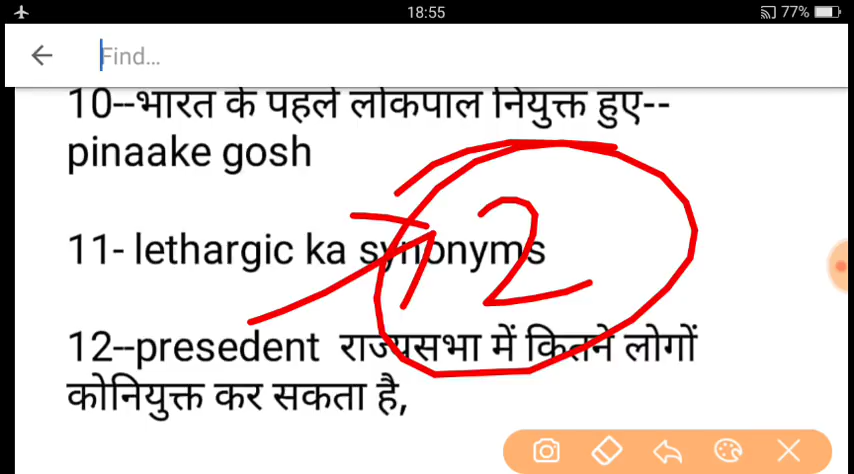 18:55
77%
Find...
10--भारत के पहले लोकपाल नियुक्त हुए--
pinaake gosh
11- lethargic ka synonyms
12
12--presedent राज्यसभा में कितने लोगों
कोनियुक्त कर सकता है,